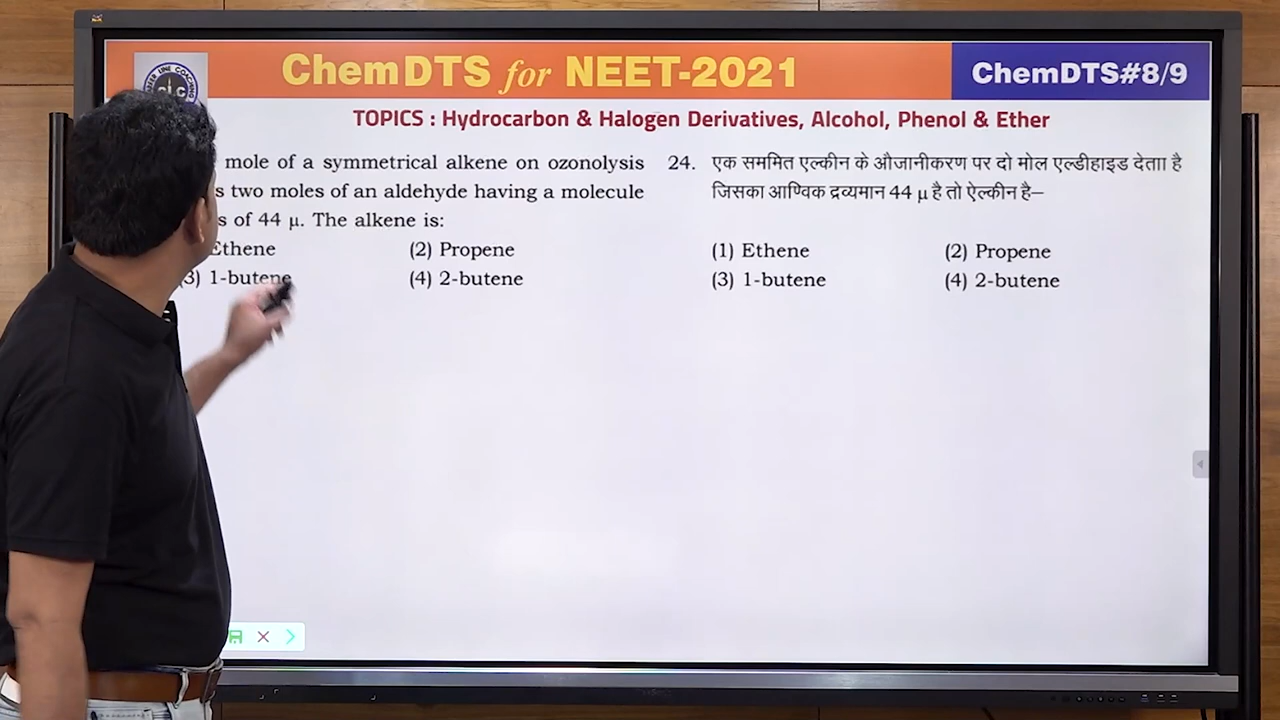 ChemDTS for NEET-2021
ChemDTS#8/9
TOPICS : Hydrocarbon & Halogen Derivatives, Alcohol, Phenol & Ether
mole of a symmetrical alkene on ozonolysis
s two moles of an aldehyde having a molecule
s of 44 µ. The alkene is:
Ethene (2) Propene
(3) 1-butene (4) 2-butene
24. एक सममित एल्कीन के औजानीकरण पर दो मोल एल्डीहाइड देताा है
जिसका आण्विक द्रव्यमान 44 µ है तो ऐल्कीन है–
(1) Ethene (2) Propene
(3) 1-butene (4) 2-butene